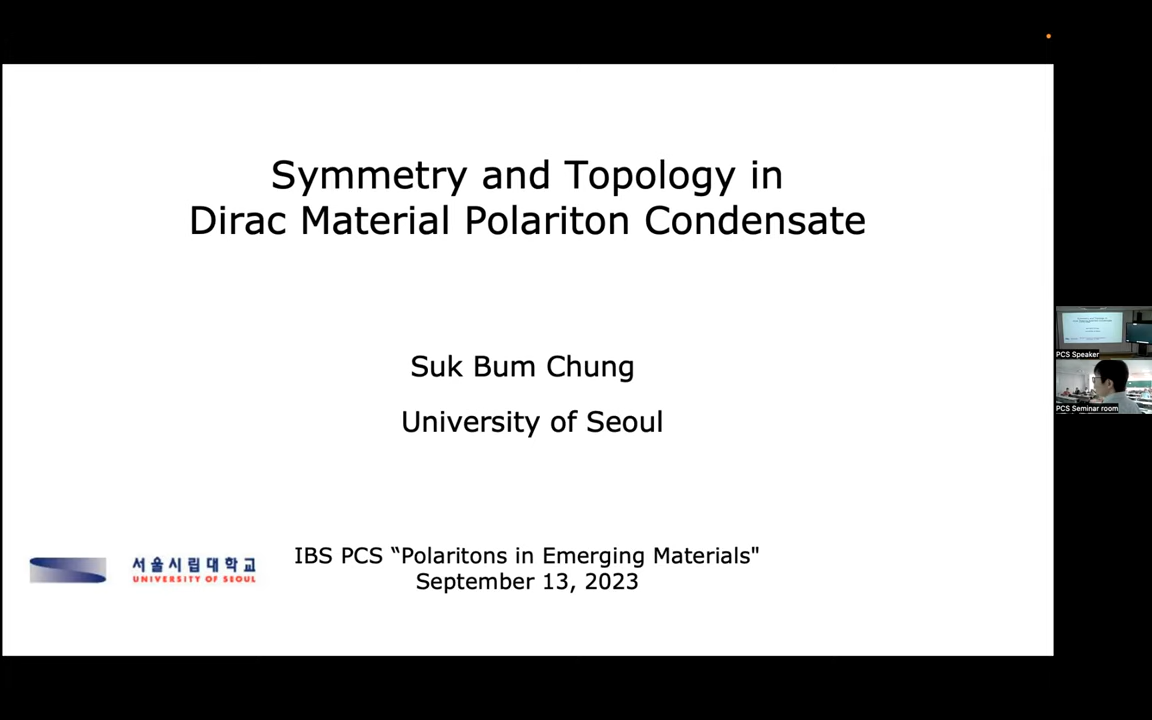 Symmetry and Topology in
Dirac Material Polariton Condensate
Suk Bum Chung
University of Seoul
서울시립대학교
UNIVERSITY OF SEOUL
IBS PCS “Polaritons in Emerging Materials"
September 13, 2023
PCS Speaker
PCS Seminar room